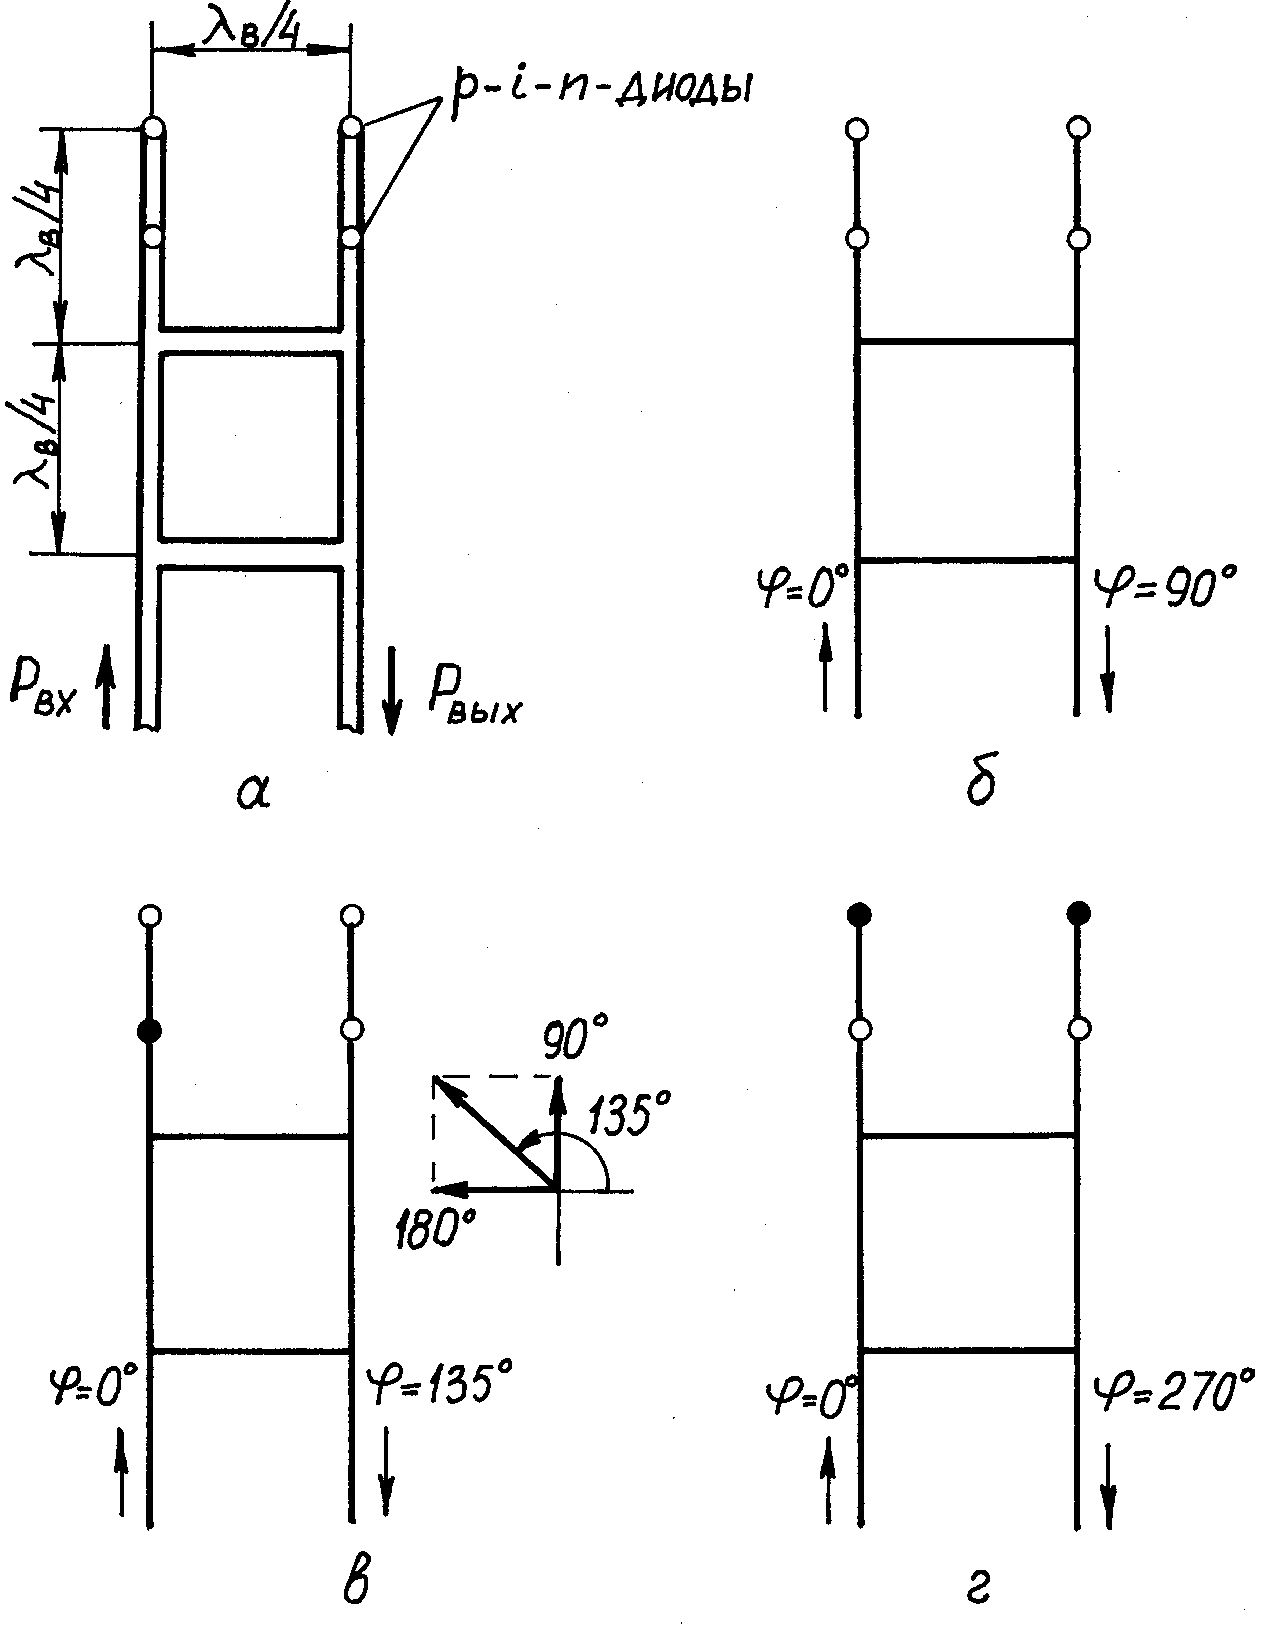 λв/4
p-i-n-диоды
λв/4
λв/4
Pвх
Pвых
а
φ=0°
φ=90°
б
90°
135°
180°
φ=0°
φ=135°
в
φ=0°
φ=270°
г